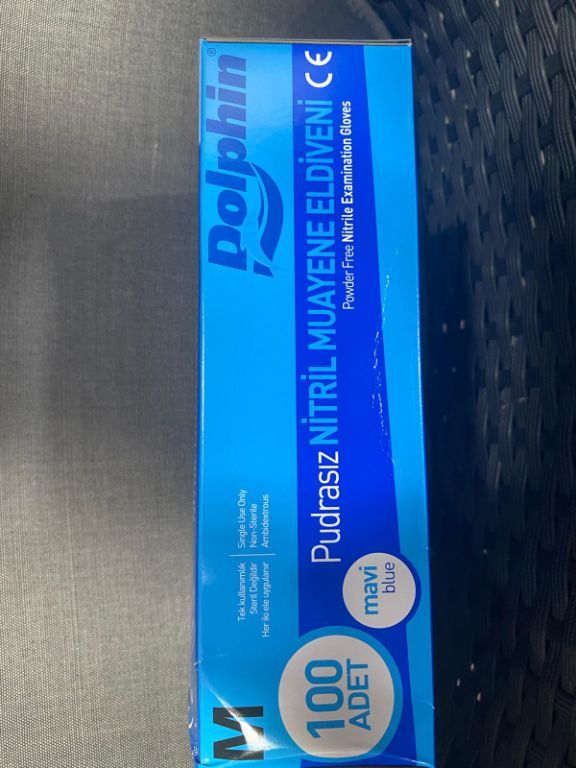 Dolphin®
Pudrasız NİTRİL MUAYENE ELDİVENİ CE
Powder Free Nitrile Examination Gloves
Tek kullanımlık | Single Use Only
Steril Değildir | Non-Sterile
Her iki ele uygulanır | Ambidextrous
mavi
blue
M
100
ADET